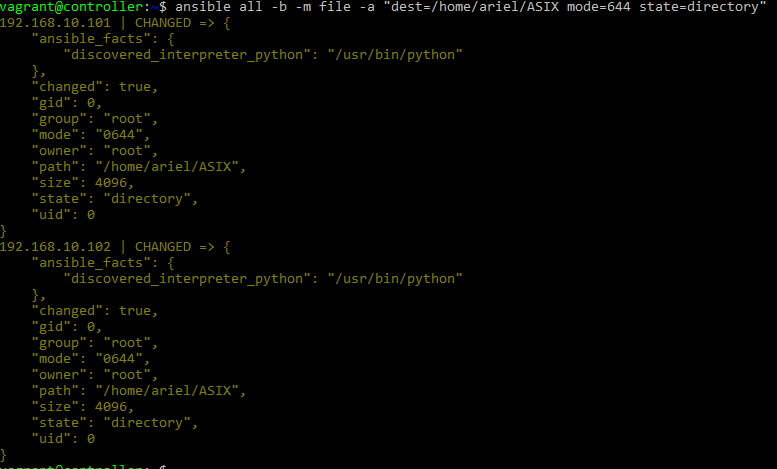 vagrant@controller:~$ ansible all -b -m file -a "dest=/home/ariel/ASIX mode=644 state=directory"
192.168.10.101 | CHANGED => {
    "ansible_facts": {
        "discovered_interpreter_python": "/usr/bin/python"
    },
    "changed": true,
    "gid": 0,
    "group": "root",
    "mode": "0644",
    "owner": "root",
    "path": "/home/ariel/ASIX",
    "size": 4096,
    "state": "directory",
    "uid": 0
}
192.168.10.102 | CHANGED => {
    "ansible_facts": {
        "discovered_interpreter_python": "/usr/bin/python"
    },
    "changed": true,
    "gid": 0,
    "group": "root",
    "mode": "0644",
    "owner": "root",
    "path": "/home/ariel/ASIX",
    "size": 4096,
    "state": "directory",
    "uid": 0
}